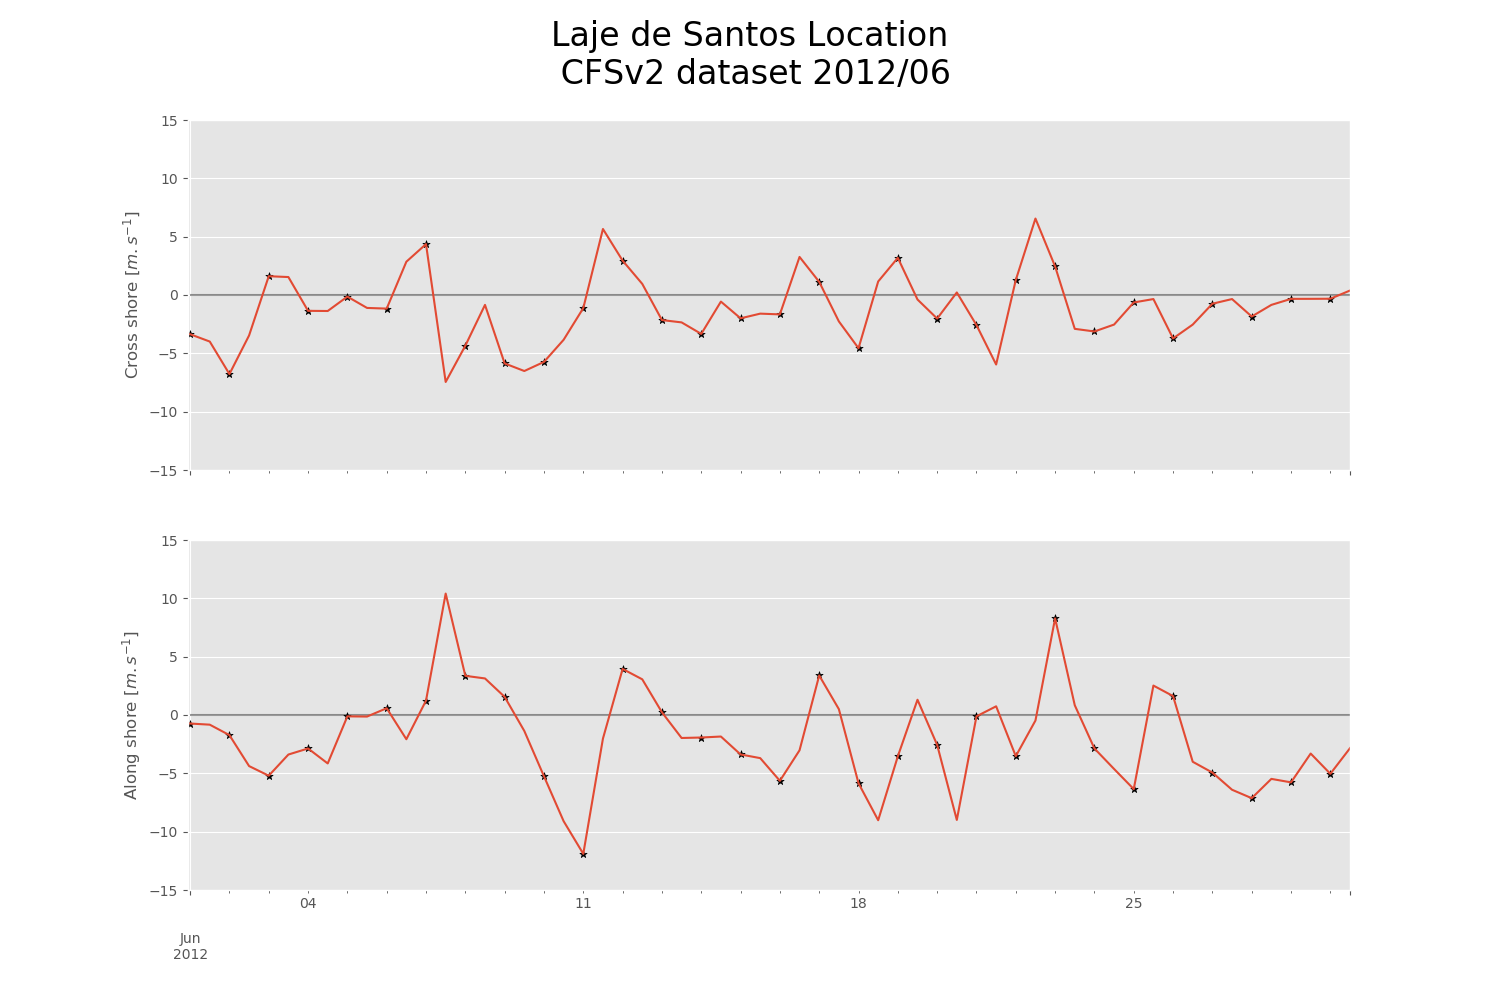 Laje de Santos Location
CFSv2 dataset 2012/06
15
10
5
0
−5
−10
−15
Cross shore [m.s⁻¹]
15
10
5
0
−5
−10
−15
Along shore [m.s⁻¹]
04 11 18 25
Jun
2012